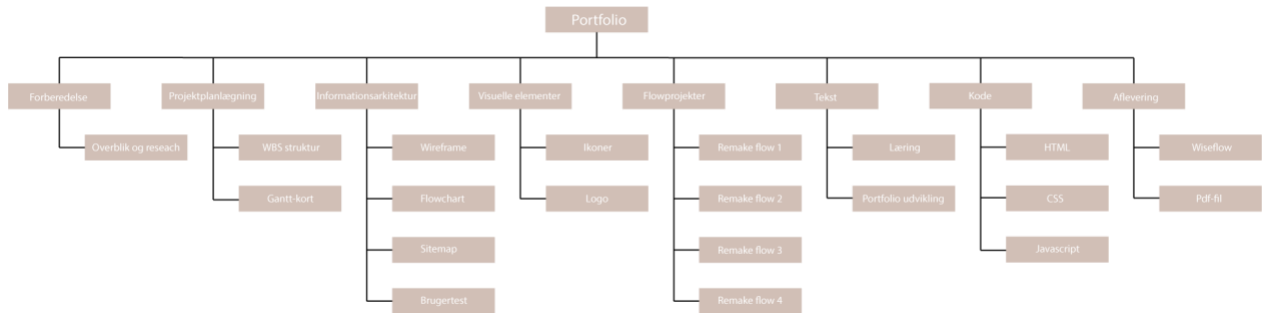 Portfolio
Forberedelse
Projektplanlægning
Informationsarkitektur
Visuelle elementer
Flowprojekter
Tekst
Kode
Aflevering
Overblik og reseach
WBS struktur
Wireframe
Ikoner
Remake flow 1
Læring
HTML
Wiseflow
Gantt-kort
Flowchart
Logo
Remake flow 2
Portfolio udvikling
CSS
Pdf-fil
Sitemap
Remake flow 3
Javascript
Brugertest
Remake flow 4